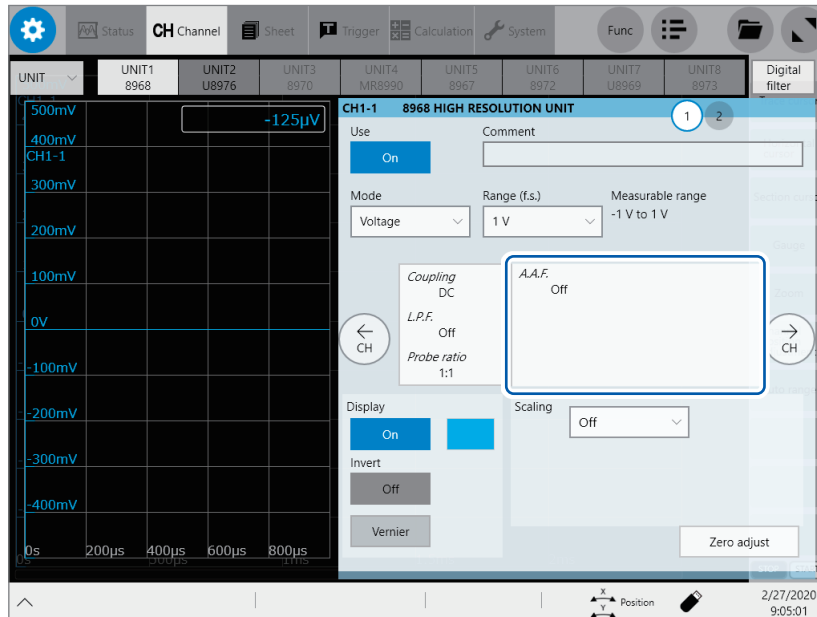 Status CH Channel Sheet T Trigger Calculation System Func
UNIT UNIT1 8968 UNIT2 U8976 UNIT3 8970 UNIT4 MR8990 UNIT5 8967 UNIT6 8972 UNIT7 U8969 UNIT8 8973 Digital filter
CH1-1 8968 HIGH RESOLUTION UNIT 1 2
500mV -125µV
400mV
CH1-1
300mV
200mV
100mV
0V
-100mV
-200mV
-300mV
-400mV
0s 200µs 400µs 600µs 800µs
Use Comment
On
Mode Range (f.s.) Measurable range
Voltage 1 V -1 V to 1 V
Coupling
DC
L.P.F.
Off
Probe ratio
1:1
A.A.F.
Off
← CH
→ CH
Display Scaling
On Off
Invert
Off
Vernier
Zero adjust
X Y Position
2/27/2020
9:05:01